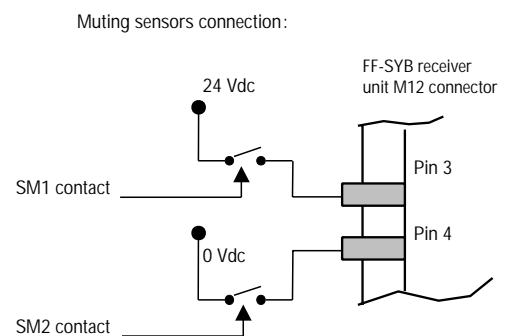 Muting sensors connection:
FF-SYB receiver
unit M12 connector
24 Vdc
Pin 3
SM1 contact
Pin 4
0 Vdc
SM2 contact